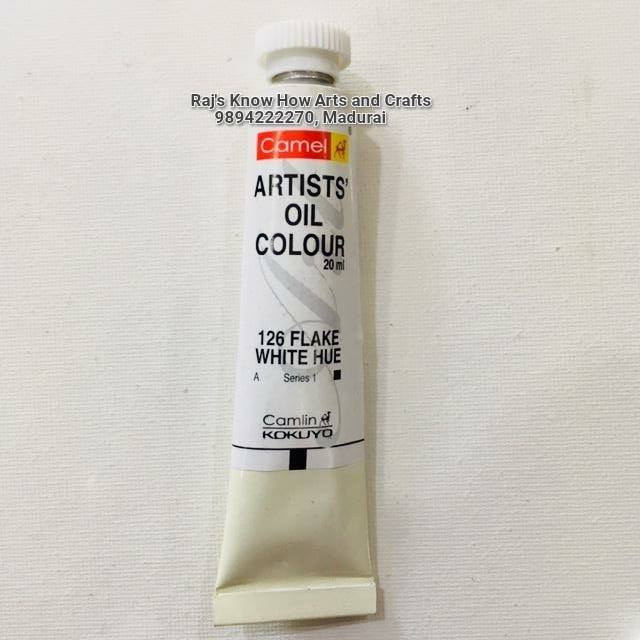 Raj's Know How Arts and Crafts
9894222270, Madurai
Camel
ARTISTS'
OIL
COLOUR
20 ml
126 FLAKE
WHITE HUE
A Series 1
Camlin
KOKUYO